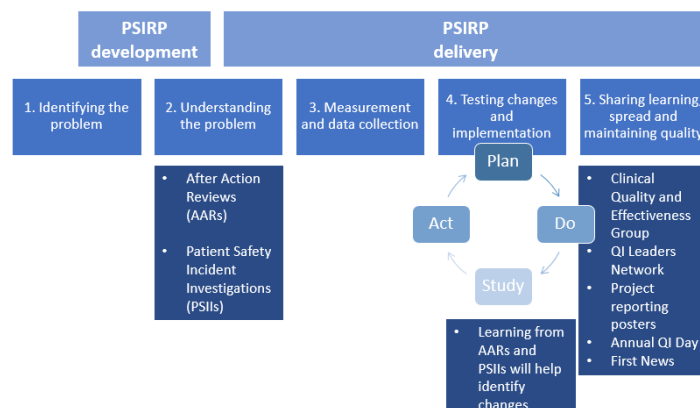 PSIRP
development
PSIRP
delivery
1. Identifying the
problem
2. Understanding
the problem
3. Measurement
and data collection
4. Testing changes
and
implementation
5. Sharing learning,
spread and
maintaining quality
• After Action
Reviews
(AARs)
• Patient Safety
Incident
Investigations
(PSIIs)
Plan
Do
Study
Act
• Learning from
AARs and
PSIIs will help
identify
changes
• Clinical
Quality and
Effectiveness
Group
• QI Leaders
Network
• Project
reporting
posters
• Annual QI Day
• First News